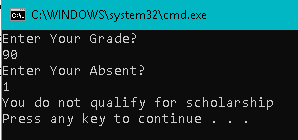 C:\WINDOWS\system32\cmd.exe
Enter Your Grade?
90
Enter Your Absent?
1
You do not qualify for scholarship
Press any key to continue . . .